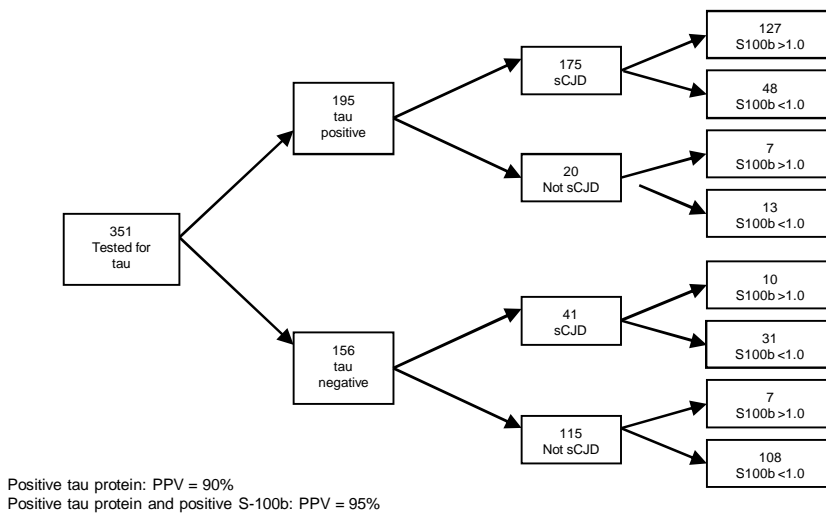 351
Tested for
tau
195
tau
positive
156
tau
negative
175
sCJD
20
Not sCJD
41
sCJD
115
Not sCJD
127
S100b >1.0
48
S100b <1.0
7
S100b >1.0
13
S100b <1.0
10
S100b >1.0
31
S100b <1.0
7
S100b >1.0
108
S100b <1.0
Positive tau protein: PPV = 90%
Positive tau protein and positive S-100b: PPV = 95%